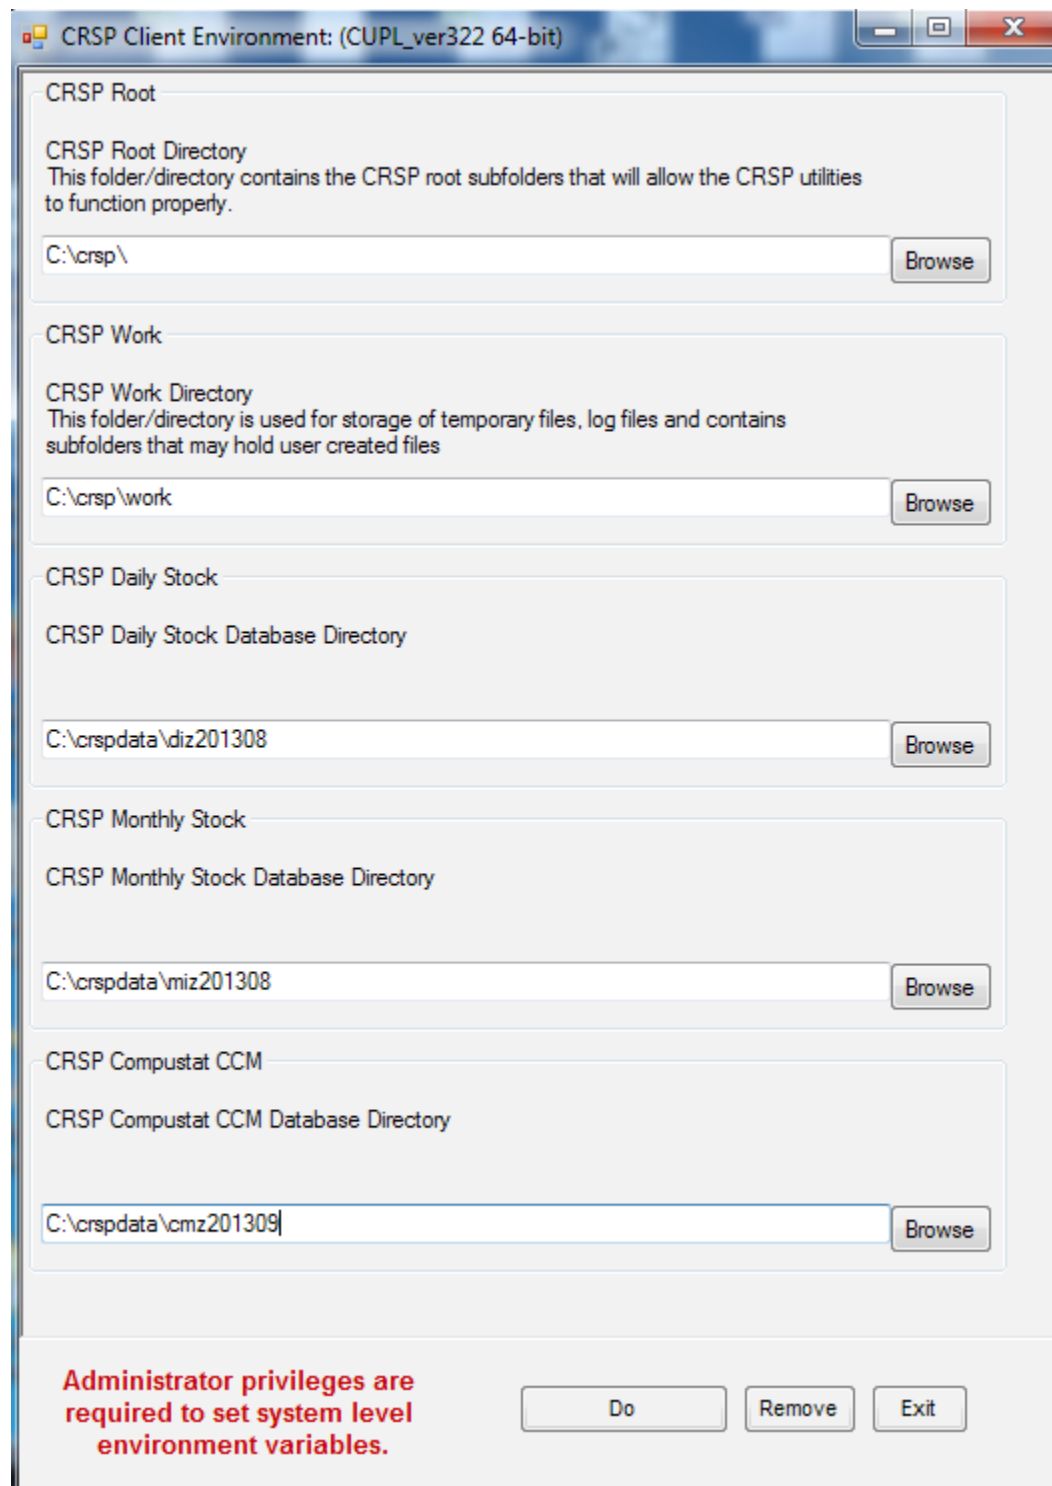 CRSP Client Environment: (CUPL_ver322 64-bit)
CRSP Root
CRSP Root Directory
This folder/directory contains the CRSP root subfolders that will allow the CRSP utilities
to function properly.
C:\crsp\
Browse
CRSP Work
CRSP Work Directory
This folder/directory is used for storage of temporary files, log files and contains
subfolders that may hold user created files
C:\crsp\work
Browse
CRSP Daily Stock
CRSP Daily Stock Database Directory
C:\crspdata\diz201308
Browse
CRSP Monthly Stock
CRSP Monthly Stock Database Directory
C:\crspdata\miz201308
Browse
CRSP Compustat CCM
CRSP Compustat CCM Database Directory
C:\crspdata\cmz201309
Browse
Administrator privileges are
required to set system level
environment variables.
Do
Remove
Exit